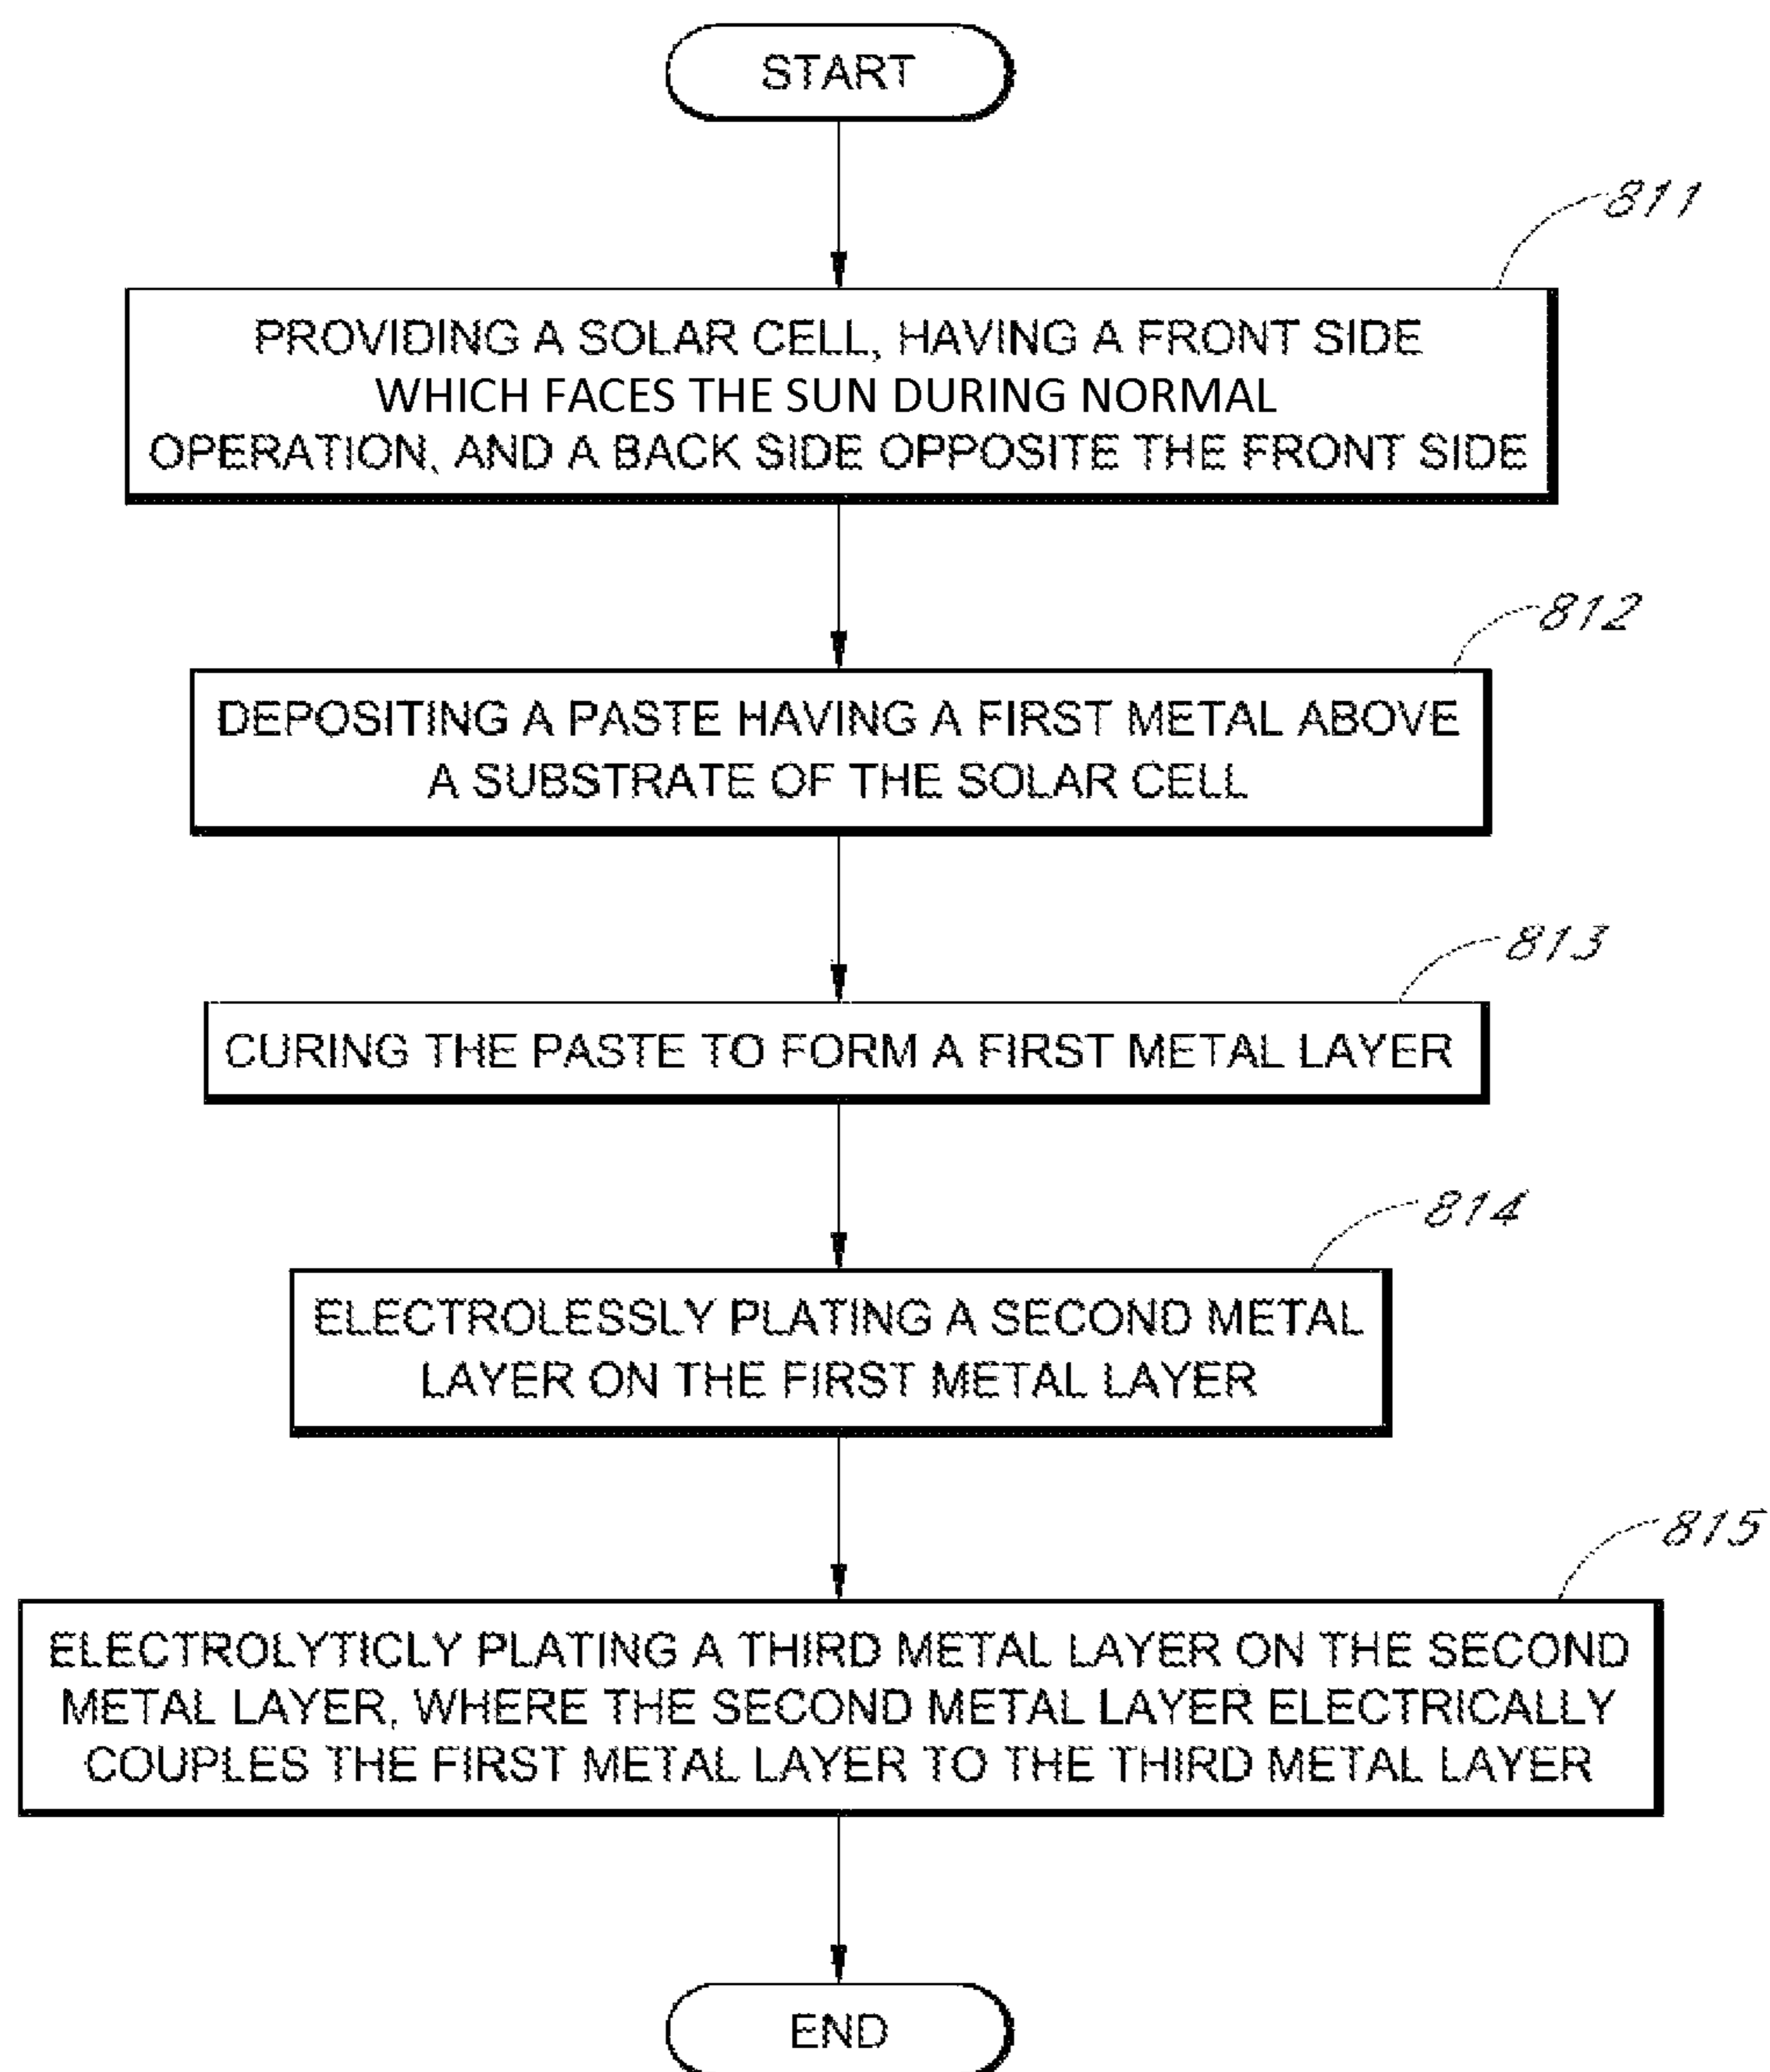 START
811
PROVIDING A SOLAR CELL, HAVING A FRONT SIDE
WHICH FACES THE SUN DURING NORMAL
OPERATION, AND A BACK SIDE OPPOSITE THE FRONT SIDE
812
DEPOSITING A PASTE HAVING A FIRST METAL ABOVE
A SUBSTRATE OF THE SOLAR CELL
813
CURING THE PASTE TO FORM A FIRST METAL LAYER
814
ELECTROLESSLY PLATING A SECOND METAL
LAYER ON THE FIRST METAL LAYER
815
ELECTROLYTICLY PLATING A THIRD METAL LAYER ON THE SECOND
METAL LAYER, WHERE THE SECOND METAL LAYER ELECTRICALLY
COUPLES THE FIRST METAL LAYER TO THE THIRD METAL LAYER
END